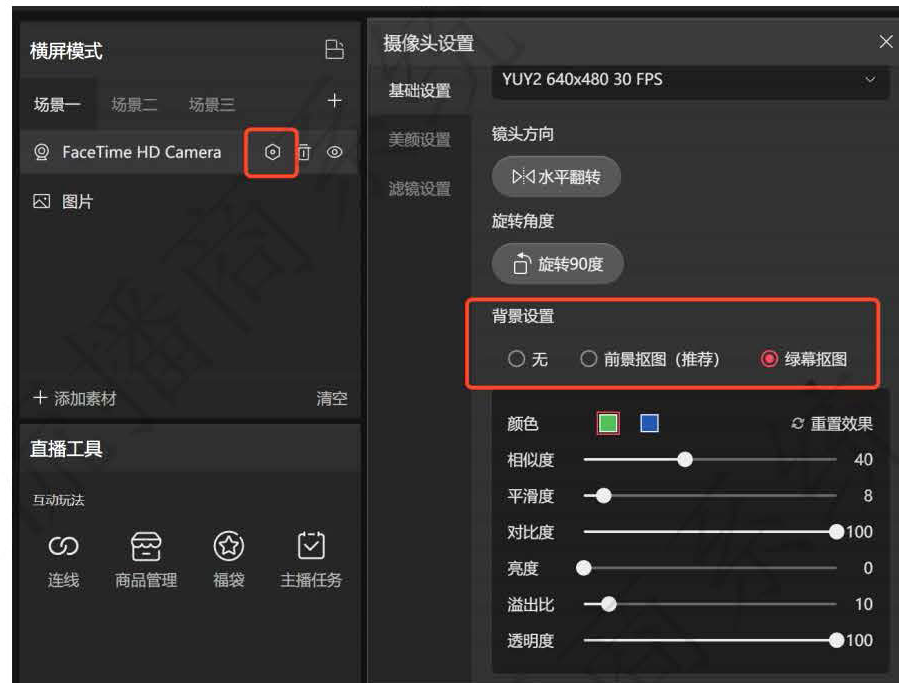 横屏模式
场景一 场景二 场景三
FaceTime HD Camera
图片
添加素材 清空
直播工具
互动玩法
连线 商品管理 福袋 主播任务
摄像头设置
基础设置
美颜设置
滤镜设置
YUY2 640x480 30 FPS
镜头方向
水平翻转
旋转角度
旋转90度
背景设置
无 前景抠图（推荐） 绿幕抠图
颜色 重置效果
相似度 40
平滑度 8
对比度 100
亮度 0
溢出比 10
透明度 100